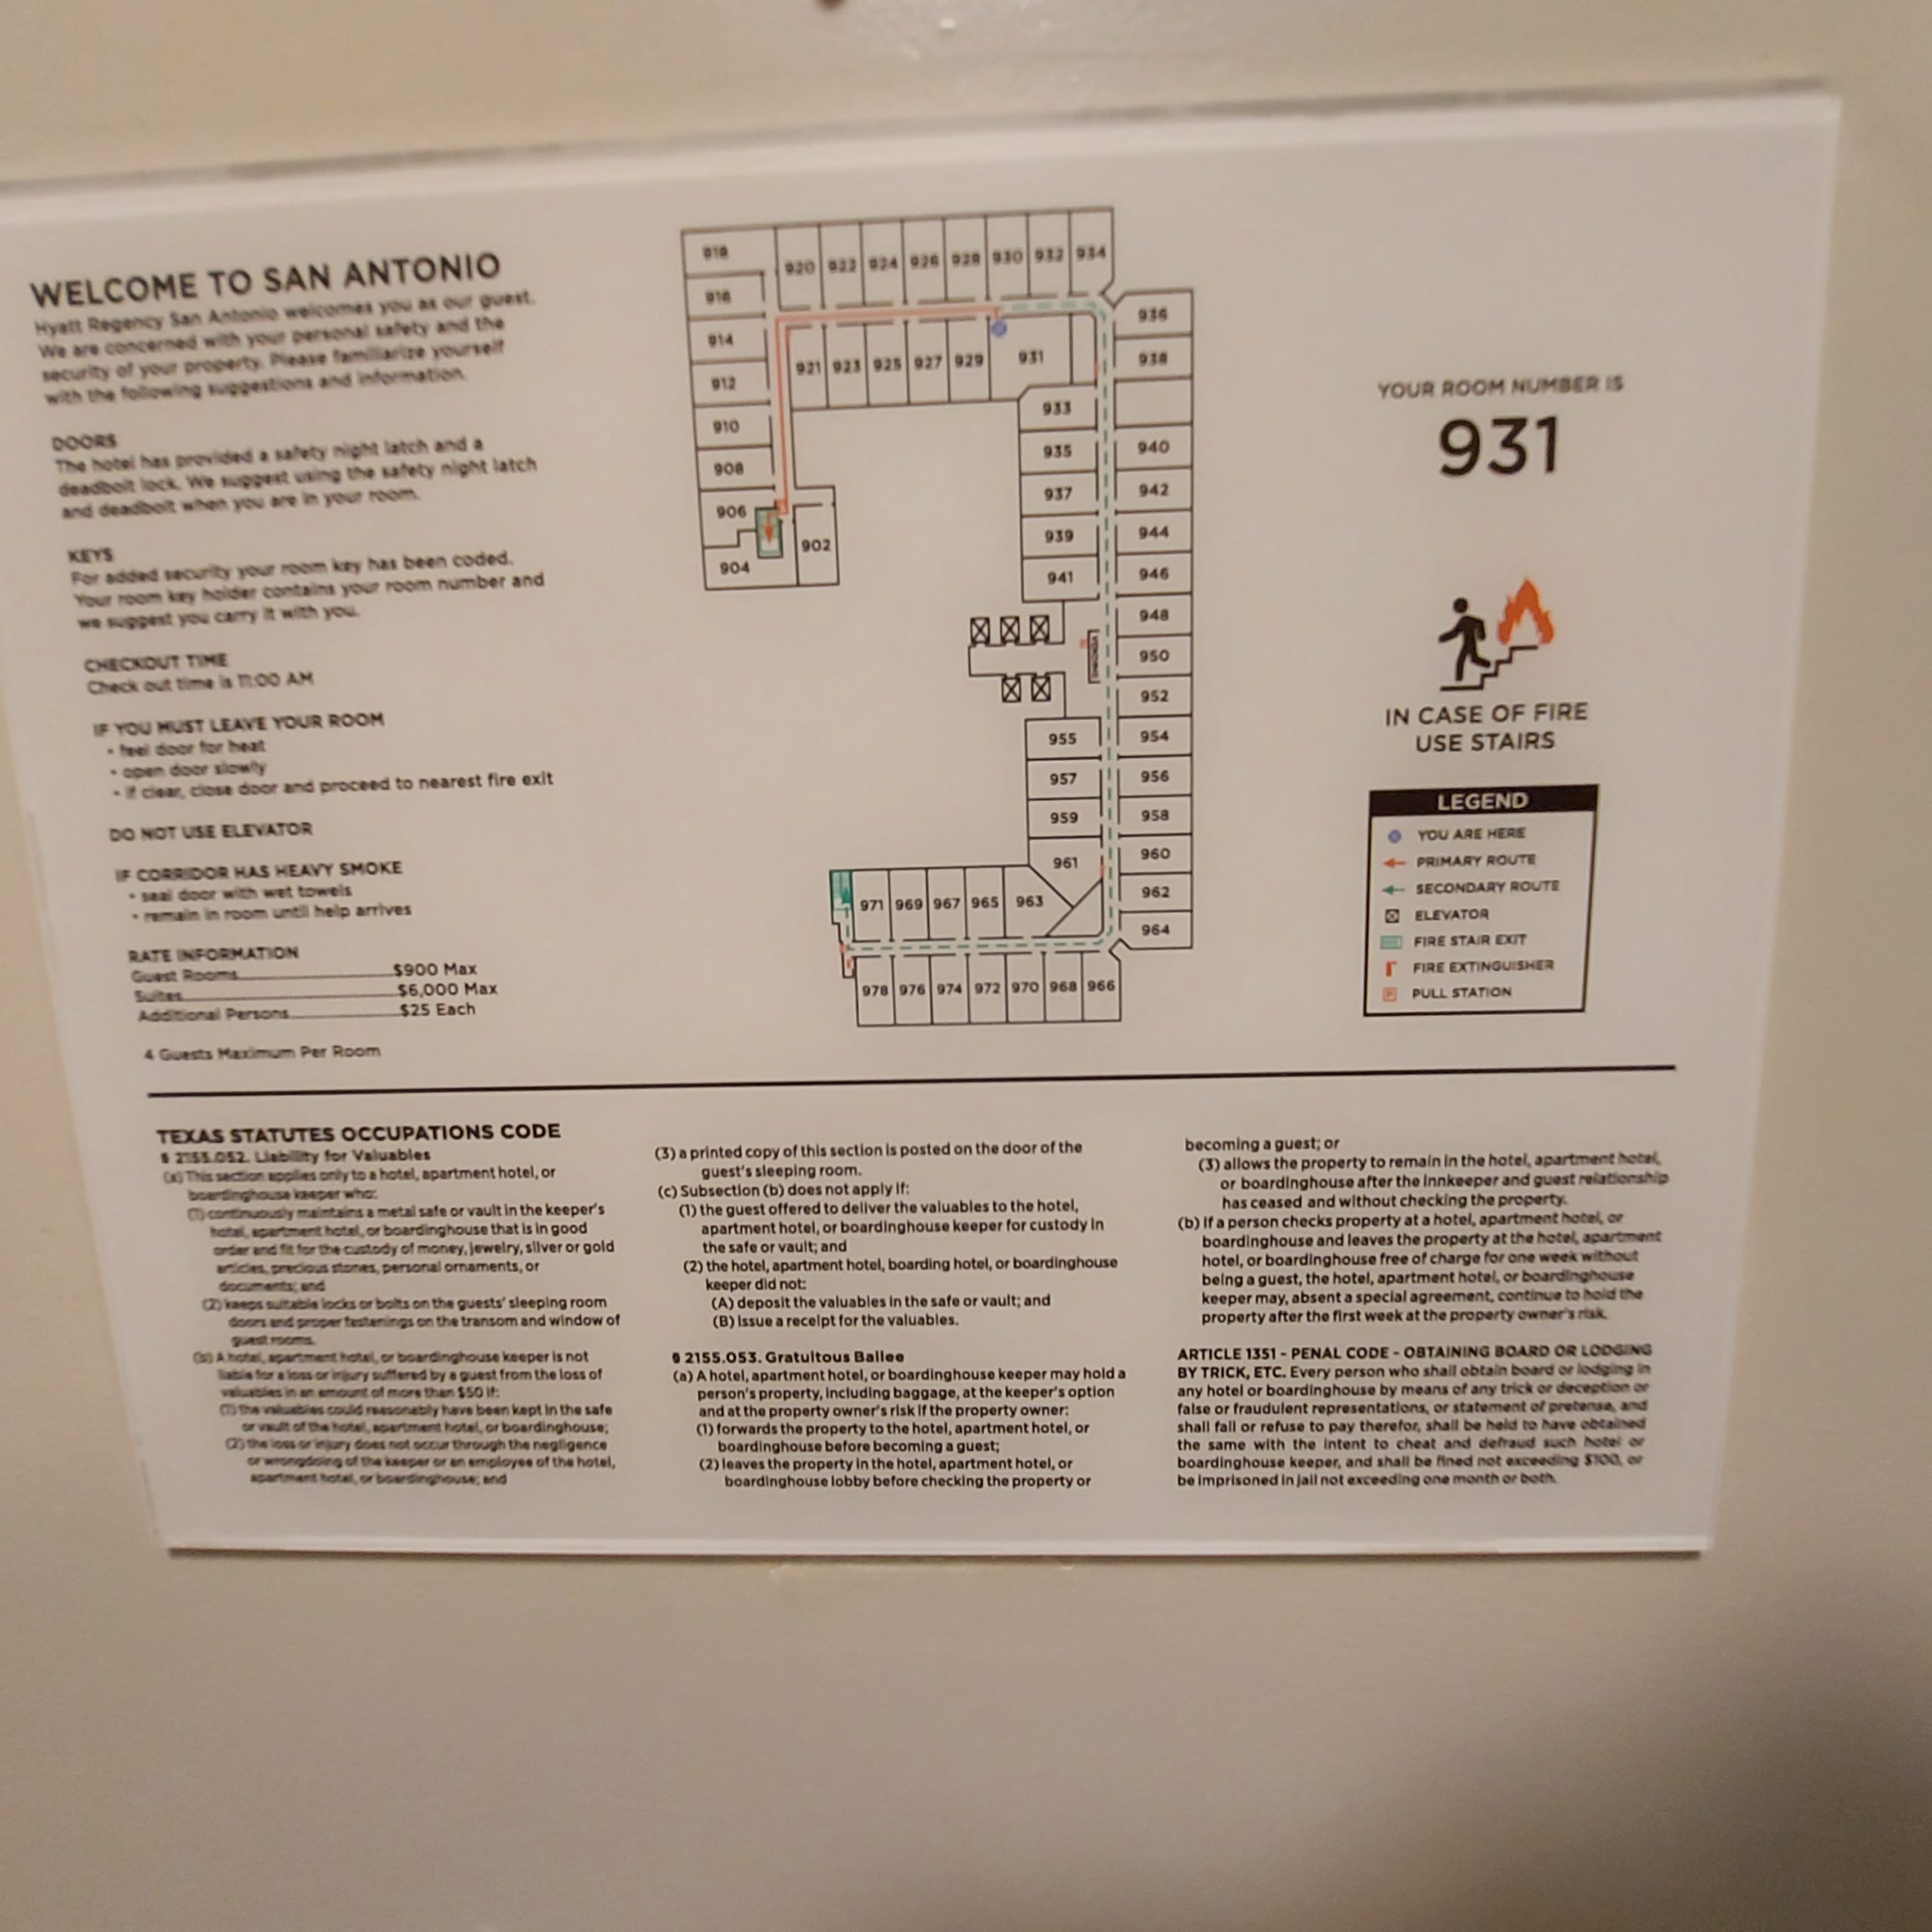 WELCOME TO SAN ANTONIO
Hyatt Regency San Antonio welcomes you as our guest.
We are concerned with your personal safety and the
security of your property. Please familiarize yourself
with the following suggestions and information.
DOORS
The hotel has provided a safety night latch and a
deadbolt lock. We suggest using the safety night latch
and deadbolt when you are in your room.
KEYS
For added security your room key has been coded.
Your room key holder contains your room number and
we suggest you carry it with you.
CHECKOUT TIME
Check out time is 11:00 AM
IF YOU MUST LEAVE YOUR ROOM
• feel door for heat
• open door slowly
• if clear, close door and proceed to nearest fire exit
DO NOT USE ELEVATOR
IF CORRIDOR HAS HEAVY SMOKE
• seal door with wet towels
• remain in room until help arrives
RATE INFORMATION
Guest Rooms $900 Max
Suites $6,000 Max
Additional Persons $25 Each
4 Guests Maximum Per Room
918
920 922 924 926 928 930 932 934
916
914
912
910
908
906
904
902
921 923 925 927 929 931
936
938
933
935
937
939
941
940
942
944
946
948
950
952
VENDING
955
957
959
961
954
956
958
960
962
964
971 969 967 965 963
978 976 974 972 970 968 966
YOUR ROOM NUMBER IS
931
IN CASE OF FIRE
USE STAIRS
LEGEND
YOU ARE HERE
PRIMARY ROUTE
SECONDARY ROUTE
ELEVATOR
FIRE STAIR EXIT
FIRE EXTINGUISHER
P PULL STATION
TEXAS STATUTES OCCUPATIONS CODE
§ 2155.052. Liability for Valuables
(a) This section applies only to a hotel, apartment hotel, or
boardinghouse keeper who:
(1) continuously maintains a metal safe or vault in the keeper's
hotel, apartment hotel, or boardinghouse that is in good
order and fit for the custody of money, jewelry, silver or gold
articles, precious stones, personal ornaments, or
documents; and
(2) keeps suitable locks or bolts on the guests' sleeping room
doors and proper fastenings on the transom and window of
guest rooms.
(b) A hotel, apartment hotel, or boardinghouse keeper is not
liable for a loss or injury suffered by a guest from the loss of
valuables in an amount of more than $50 if:
(1) the valuables could reasonably have been kept in the safe
or vault of the hotel, apartment hotel, or boardinghouse;
(2) the loss or injury does not occur through the negligence
or wrongdoing of the keeper or an employee of the hotel,
apartment hotel, or boardinghouse; and
(3) a printed copy of this section is posted on the door of the
guest's sleeping room.
(c) Subsection (b) does not apply if:
(1) the guest offered to deliver the valuables to the hotel,
apartment hotel, or boardinghouse keeper for custody in
the safe or vault; and
(2) the hotel, apartment hotel, boarding hotel, or boardinghouse
keeper did not:
(A) deposit the valuables in the safe or vault; and
(B) issue a receipt for the valuables.
§ 2155.053. Gratuitous Bailee
(a) A hotel, apartment hotel, or boardinghouse keeper may hold a
person's property, including baggage, at the keeper's option
and at the property owner's risk if the property owner:
(1) forwards the property to the hotel, apartment hotel, or
boardinghouse before becoming a guest;
(2) leaves the property in the hotel, apartment hotel, or
boardinghouse lobby before checking the property or
becoming a guest; or
(3) allows the property to remain in the hotel, apartment hotel,
or boardinghouse after the innkeeper and guest relationship
has ceased and without checking the property.
(b) If a person checks property at a hotel, apartment hotel, or
boardinghouse and leaves the property at the hotel, apartment
hotel, or boardinghouse free of charge for one week without
being a guest, the hotel, apartment hotel, or boardinghouse
keeper may, absent a special agreement, continue to hold the
property after the first week at the property owner's risk.
ARTICLE 1351 - PENAL CODE - OBTAINING BOARD OR LODGING
BY TRICK, ETC. Every person who shall obtain board or lodging in
any hotel or boardinghouse by means of any trick or deception or
false or fraudulent representations, or statement of pretense, and
shall fail or refuse to pay therefor, shall be held to have obtained
the same with the intent to cheat and defraud such hotel or
boardinghouse keeper, and shall be fined not exceeding $100, or
be imprisoned in jail not exceeding one month or both.